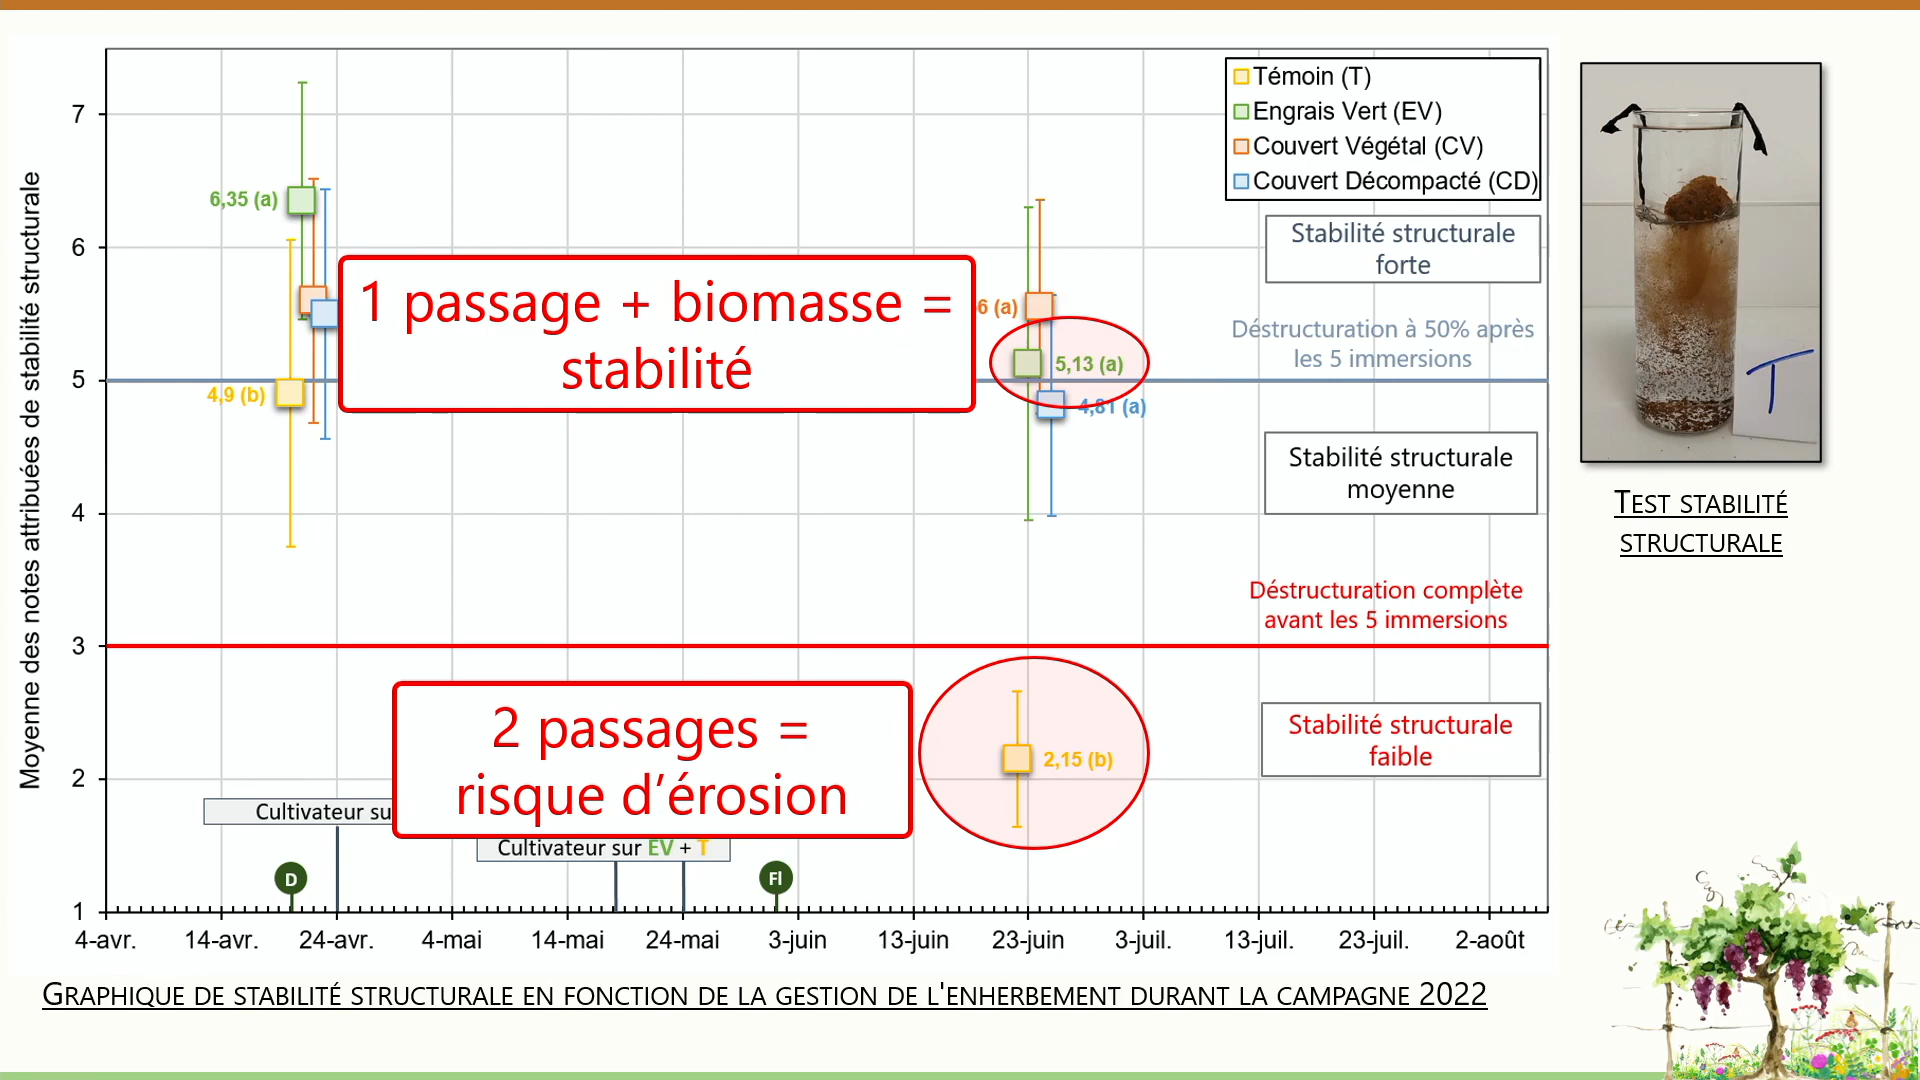 Moyenne des notes attribuées de stabilité structurale
7
6
5
4
3
2
1
4-avr.
14-avr.
24-avr.
4-mai
14-mai
24-mai
3-juin
13-juin
23-juin
3-juil.
13-juil.
23-juil.
2-août
Témoin (T)
Engrais Vert (EV)
Couvert Végétal (CV)
Couvert Décompacté (CD)
6,35 (a)
4,9 (b)
1 passage + biomasse =
stabilité
6 (a)
5,13 (a)
4,81 (a)
Stabilité structurale
forte
Déstructuration à 50% après
les 5 immersions
Stabilité structurale
moyenne
Déstructuration complète
avant les 5 immersions
2 passages =
risque d’érosion
2,15 (b)
Stabilité structurale
faible
Cultivateur su
Cultivateur sur EV + T
D
Fl
T
TEST STABILITÉ
STRUCTURALE
GRAPHIQUE DE STABILITÉ STRUCTURALE EN FONCTION DE LA GESTION DE L'ENHERBEMENT DURANT LA CAMPAGNE 2022